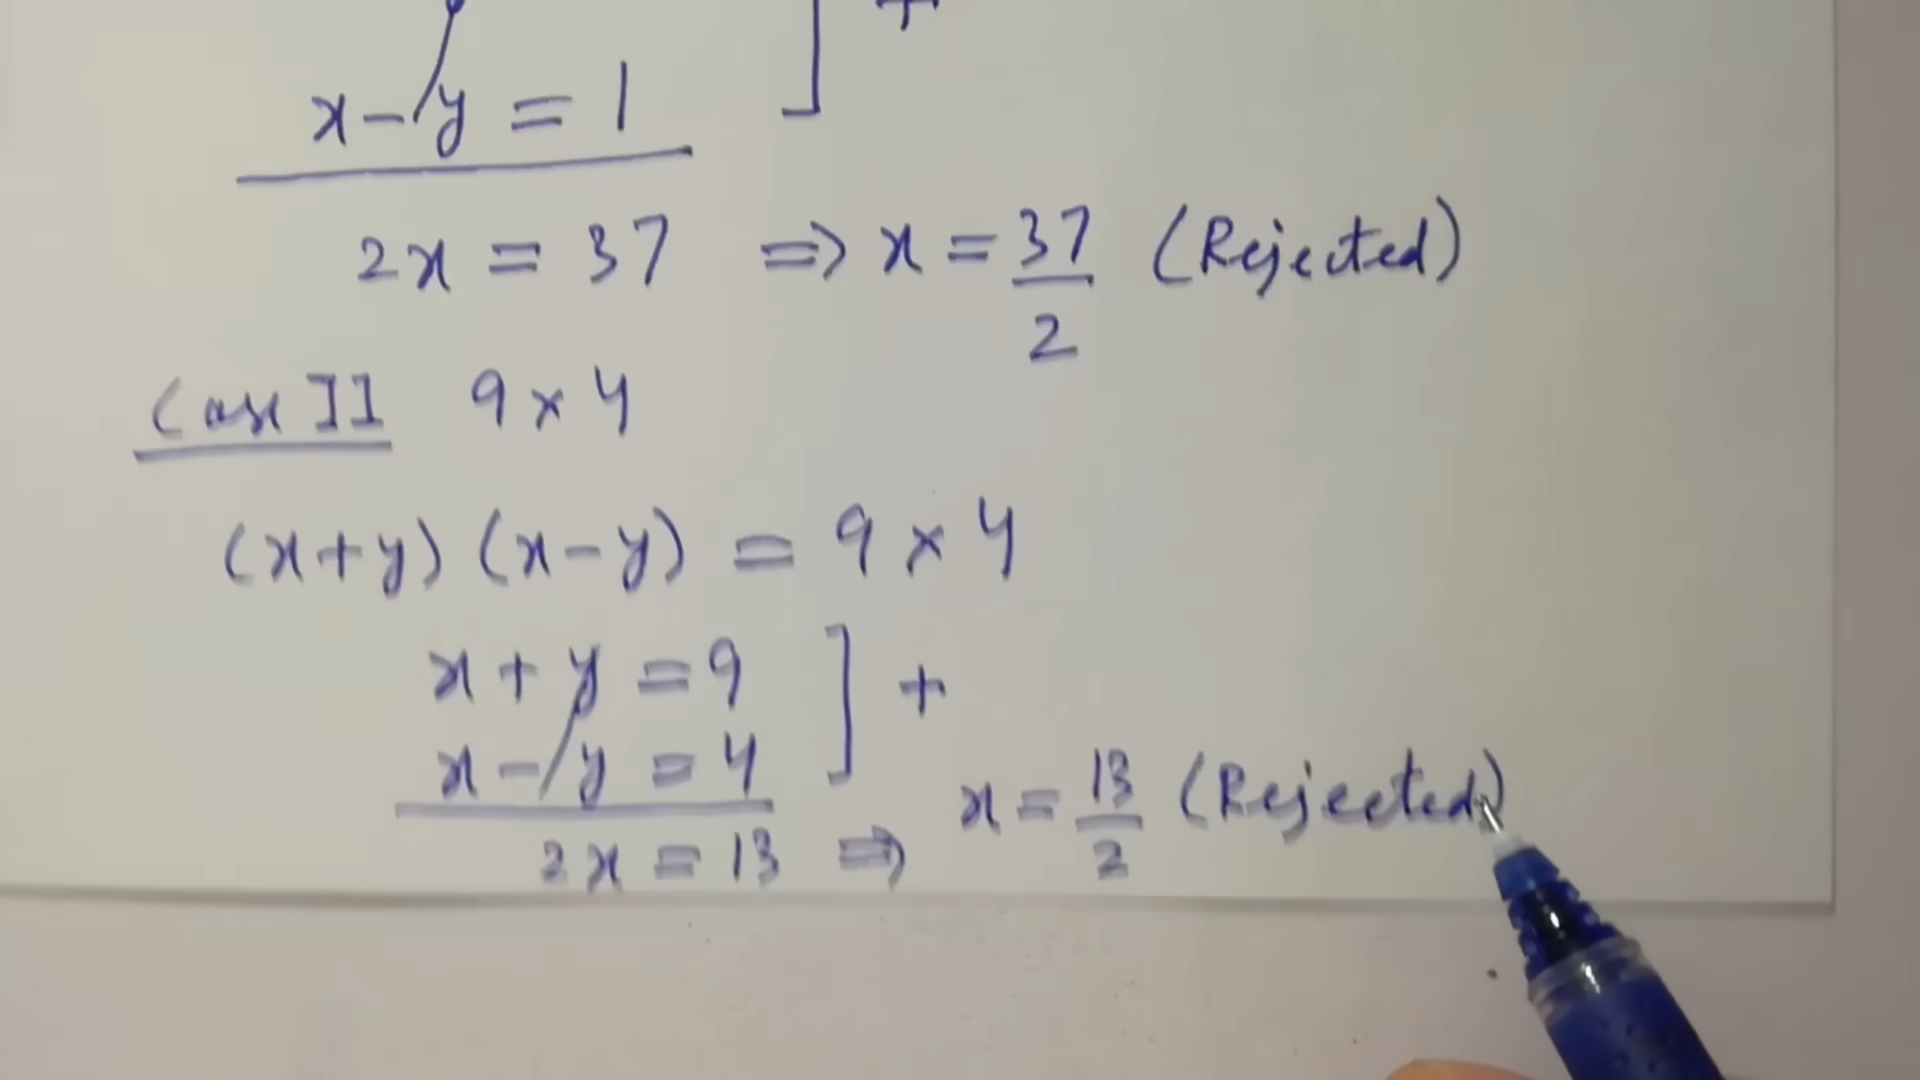 x - y = 1
2x = 37 ⇒ x = 37/2 (Rejected)
Case II 9 × 4
(x+y) (x-y) = 9 × 4
x + y = 9 ] +
x - y = 4
2x = 13 ⇒ x = 13/2 (Rejected)